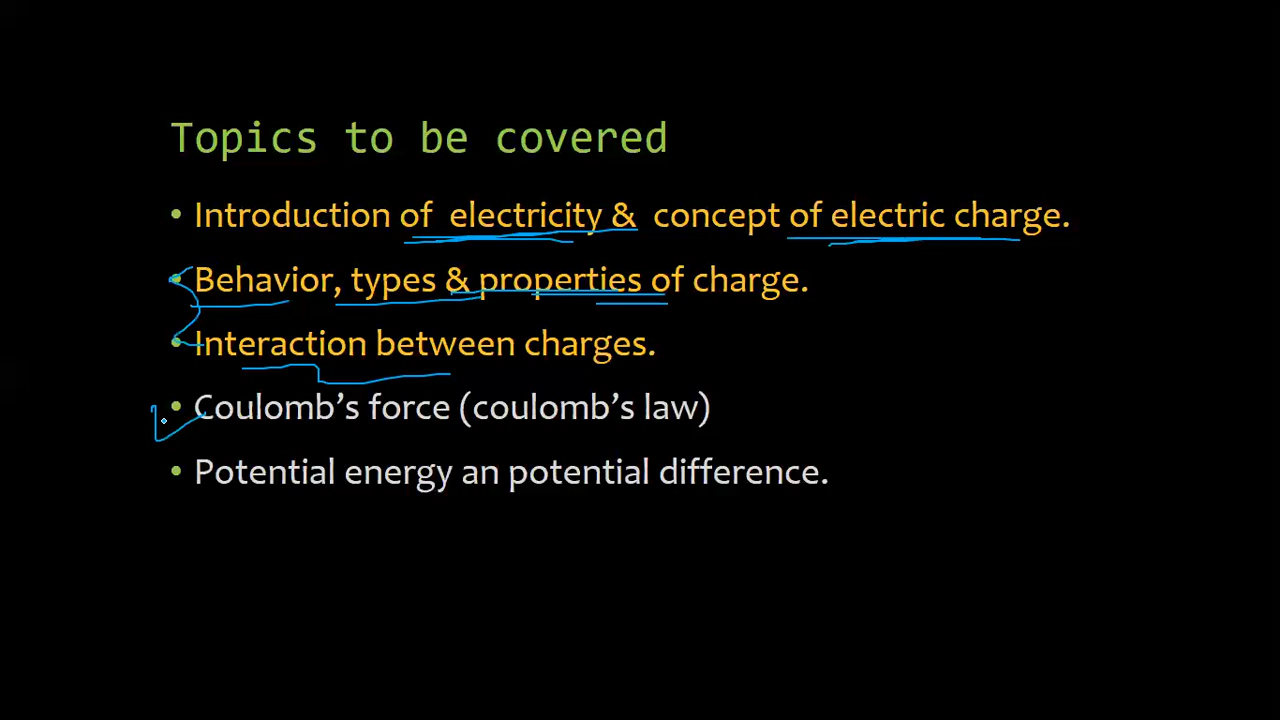 Topics to be covered
• Introduction of electricity & concept of electric charge.
• Behavior, types & properties of charge.
• Interaction between charges.
• Coulomb’s force (coulomb’s law)
• Potential energy an potential difference.